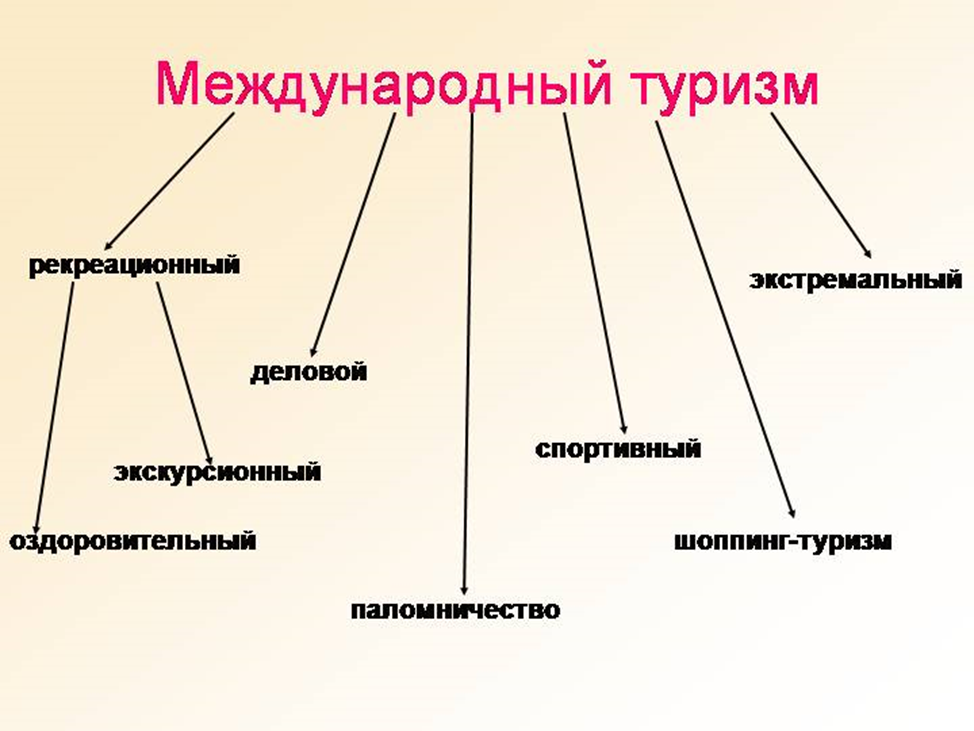 Международный туризм
рекреационный
экстремальный
деловой
спортивный
экскурсионный
оздоровительный
шоппинг-туризм
паломничество